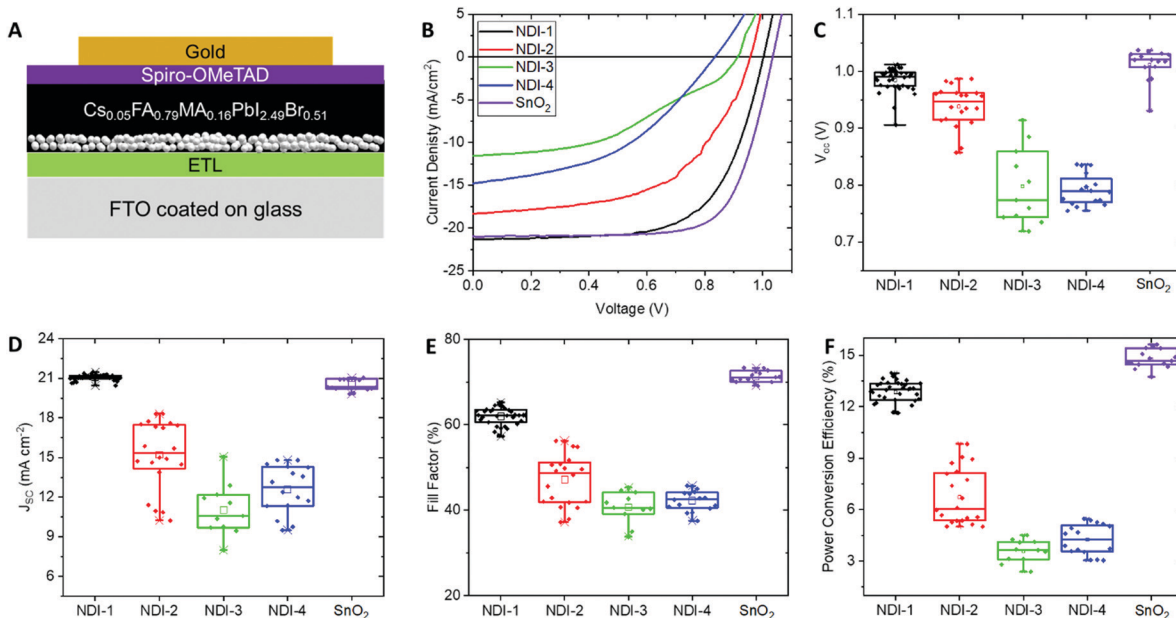 A
Gold
Spiro-OMeTAD
Cs0.05FA0.79MA0.16PbI2.49Br0.51
ETL
FTO coated on glass
B
Current Denisty (mA/cm²)
5
0
-5
-10
-15
-20
-25
NDI-1
NDI-2
NDI-3
NDI-4
SnO₂
0.0 0.2 0.4 0.6 0.8 1.0
Voltage (V)
C
Voc (V)
1.1
1.0
0.9
0.8
0.7
NDI-1 NDI-2 NDI-3 NDI-4 SnO₂
D
JSC (mA cm⁻²)
24
21
18
15
12
9
6
NDI-1 NDI-2 NDI-3 NDI-4 SnO₂
E
Fill Factor (%)
80
60
40
20
NDI-1 NDI-2 NDI-3 NDI-4 SnO₂
F
Power Conversion Efficiency (%)
15
12
9
6
3
NDI-1 NDI-2 NDI-3 NDI-4 SnO₂